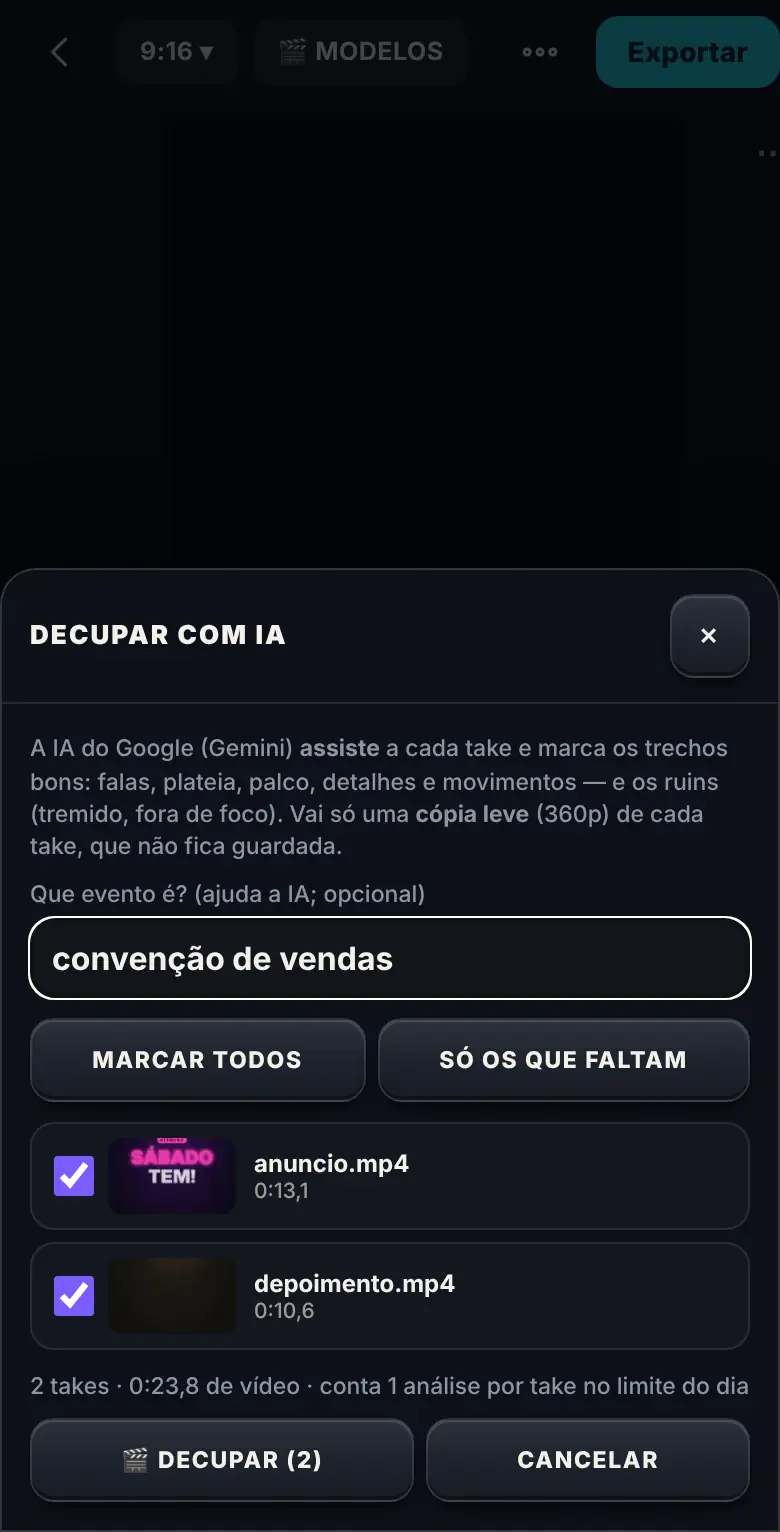 9:16 ▾ 🎬 MODELOS ••• Exportar
DECUPAR COM IA
×
A IA do Google (Gemini) assiste a cada take e marca os trechos
bons: falas, plateia, palco, detalhes e movimentos — e os ruins
(tremido, fora de foco). Vai só uma cópia leve (360p) de cada
take, que não fica guardada.
Que evento é? (ajuda a IA; opcional)
convenção de vendas
MARCAR TODOS
SÓ OS QUE FALTAM
SÁBADO
TEM!
anuncio.mp4
0:13,1
depoimento.mp4
0:10,6
2 takes · 0:23,8 de vídeo · conta 1 análise por take no limite do dia
🎬 DECUPAR (2)
CANCELAR